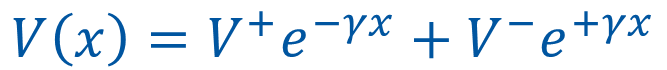 V(x) = V⁺e^{−γx} + V⁻e^{+γx}